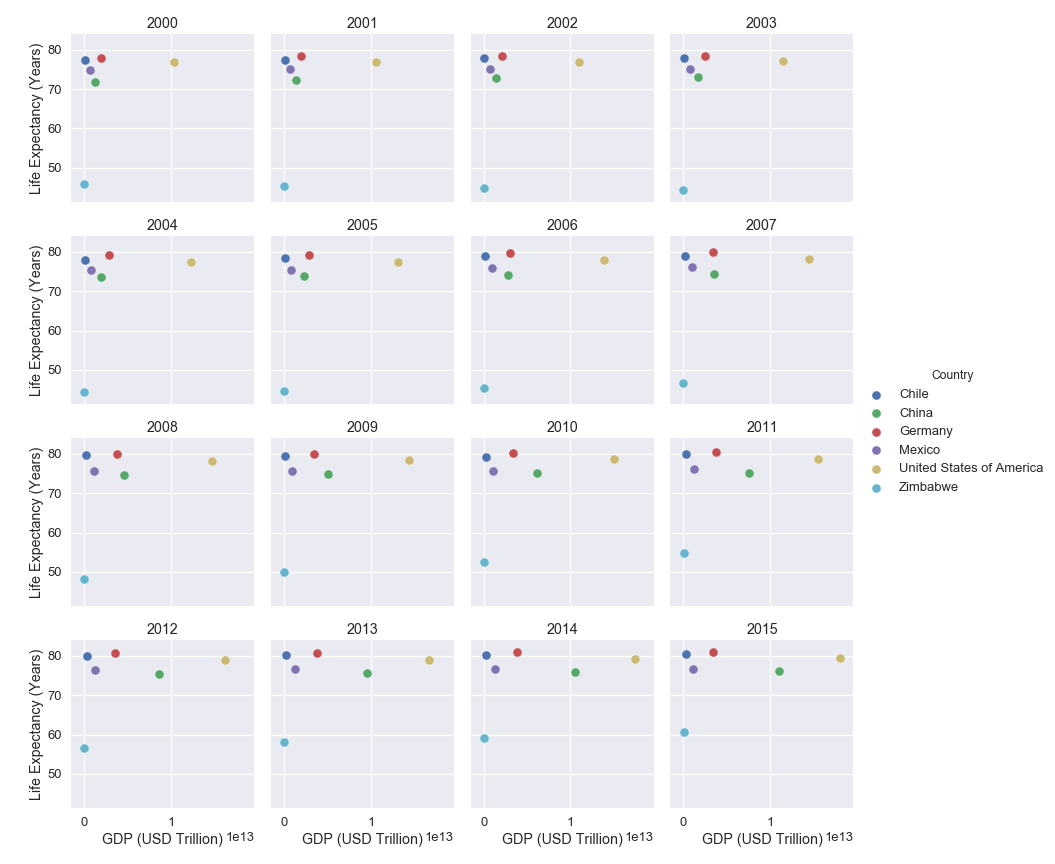 2000 2001 2002 2003
80
70
60
50
Life Expectancy (Years)
2004 2005 2006 2007
80
70
60
50
Life Expectancy (Years)
2008 2009 2010 2011
80
70
60
50
Life Expectancy (Years)
2012 2013 2014 2015
80
70
60
50
Life Expectancy (Years)
0 1 0 1 0 1 0 1
1e13 1e13 1e13 1e13
GDP (USD Trillion) GDP (USD Trillion) GDP (USD Trillion) GDP (USD Trillion)
Country
Chile
China
Germany
Mexico
United States of America
Zimbabwe